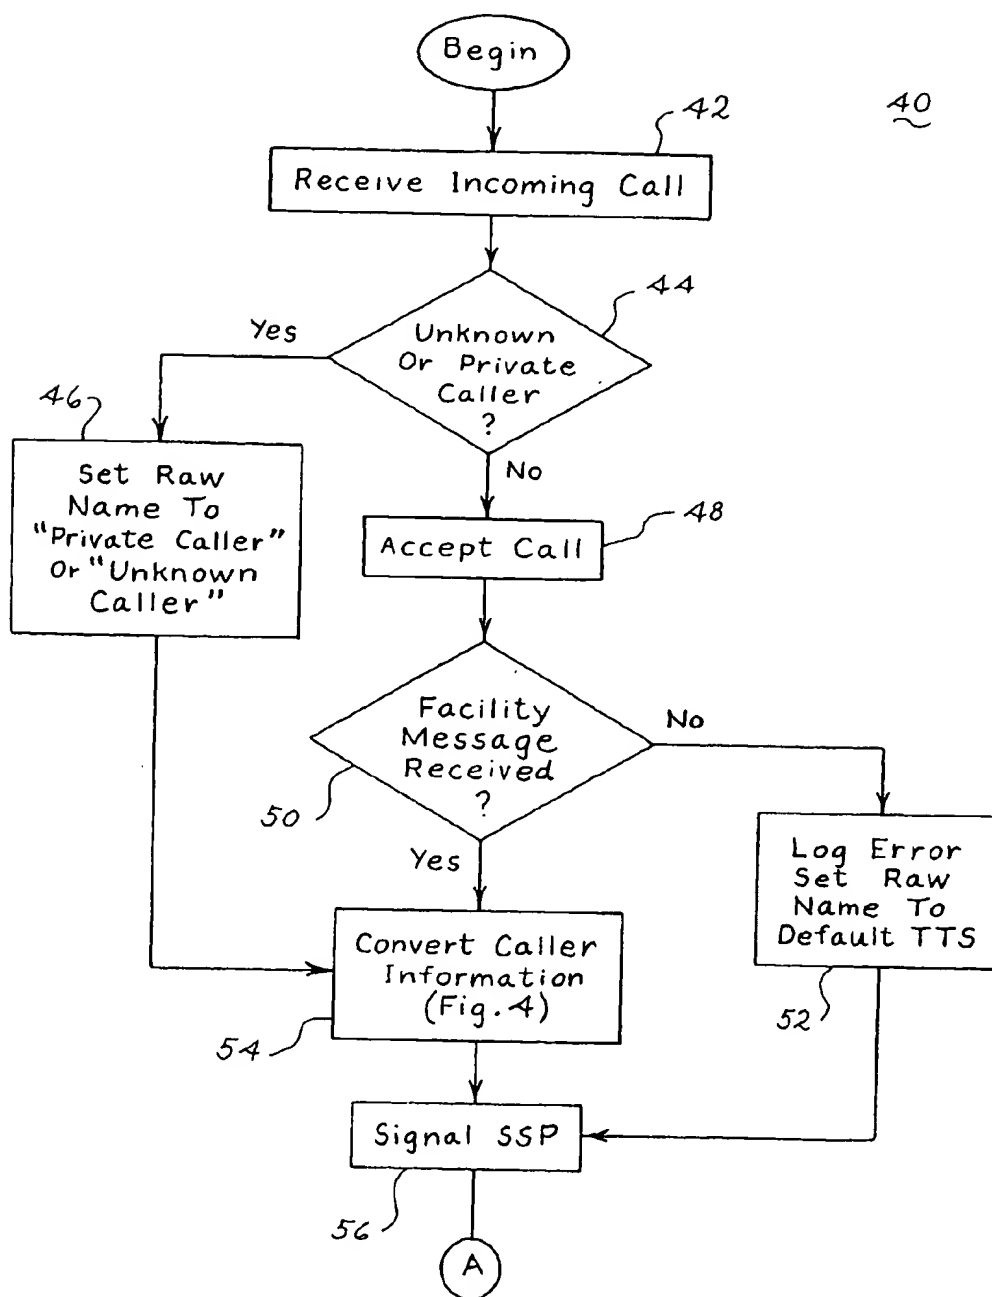 Begin
40
42
Receive Incoming Call
44
Unknown
Or Private
Caller
?
Yes
No
46
Set Raw
Name To
"Private Caller"
Or "Unknown
Caller"
48
Accept Call
Facility
Message
Received
?
50
No
Yes
Log Error
Set Raw
Name To
Default TTS
52
Convert Caller
Information
(Fig. 4)
54
Signal SSP
56
A